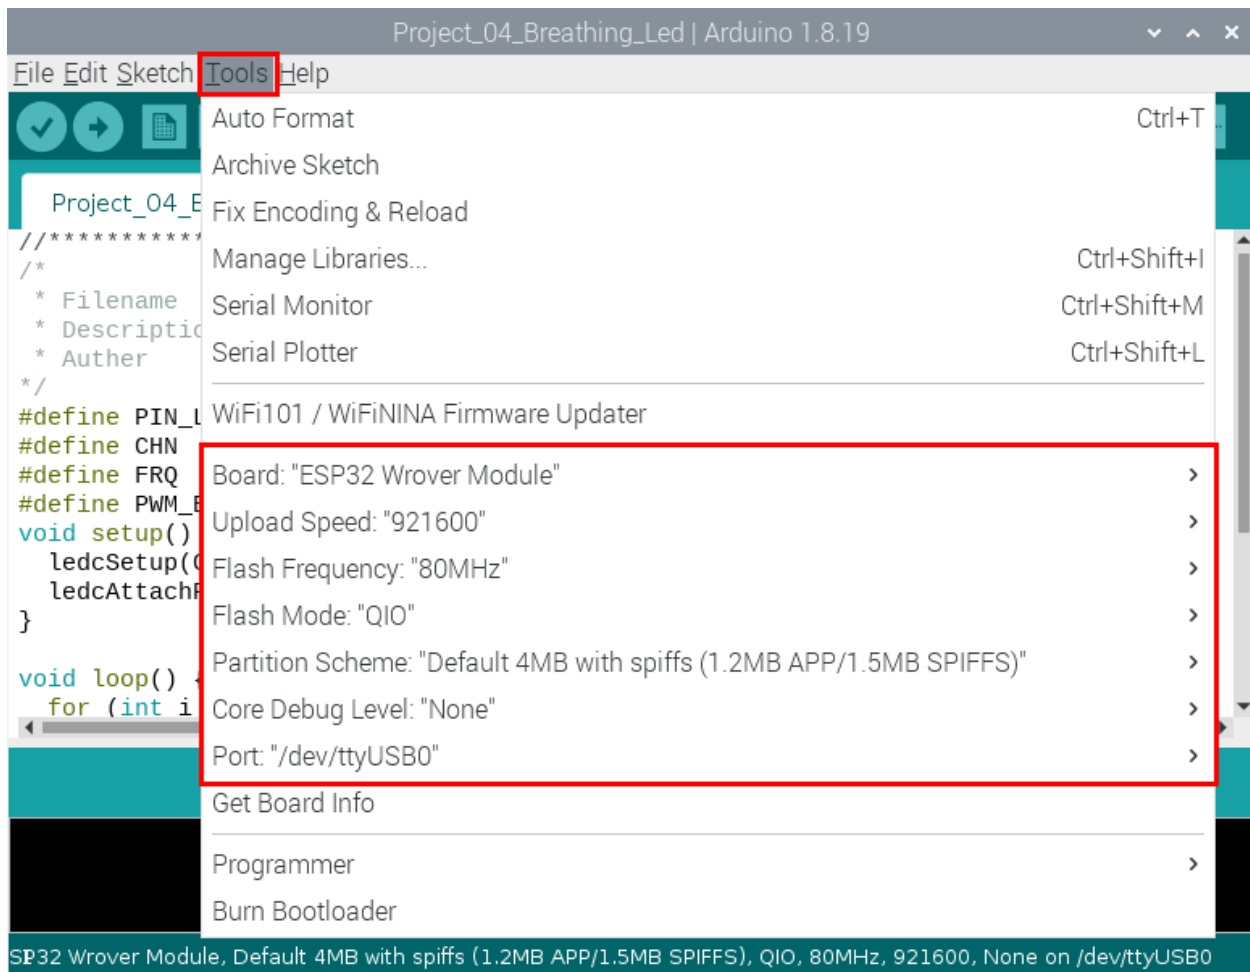 Project_04_Breathing_Led | Arduino 1.8.19
File Edit Sketch Tools Help
Auto Format Ctrl+T
Archive Sketch
Project_04_
Fix Encoding & Reload
//***********
/*
Manage Libraries... Ctrl+Shift+I
* Filename
Serial Monitor Ctrl+Shift+M
* Descriptio
* Auther
Serial Plotter Ctrl+Shift+L
*/
#define PIN_L
WiFi101 / WiFiNINA Firmware Updater
#define CHN
#define FRQ
Board: "ESP32 Wrover Module"
#define PWM_
Upload Speed: "921600"
void setup()
ledcSetup(
Flash Frequency: "80MHz"
ledcAttach
Flash Mode: "QIO"
}
Partition Scheme: "Default 4MB with spiffs (1.2MB APP/1.5MB SPIFFS)"
void loop() {
for (int i
Core Debug Level: "None"
Port: "/dev/ttyUSB0"
Get Board Info
Programmer
Burn Bootloader
SP32 Wrover Module, Default 4MB with spiffs (1.2MB APP/1.5MB SPIFFS), QIO, 80MHz, 921600, None on /dev/ttyUSB0